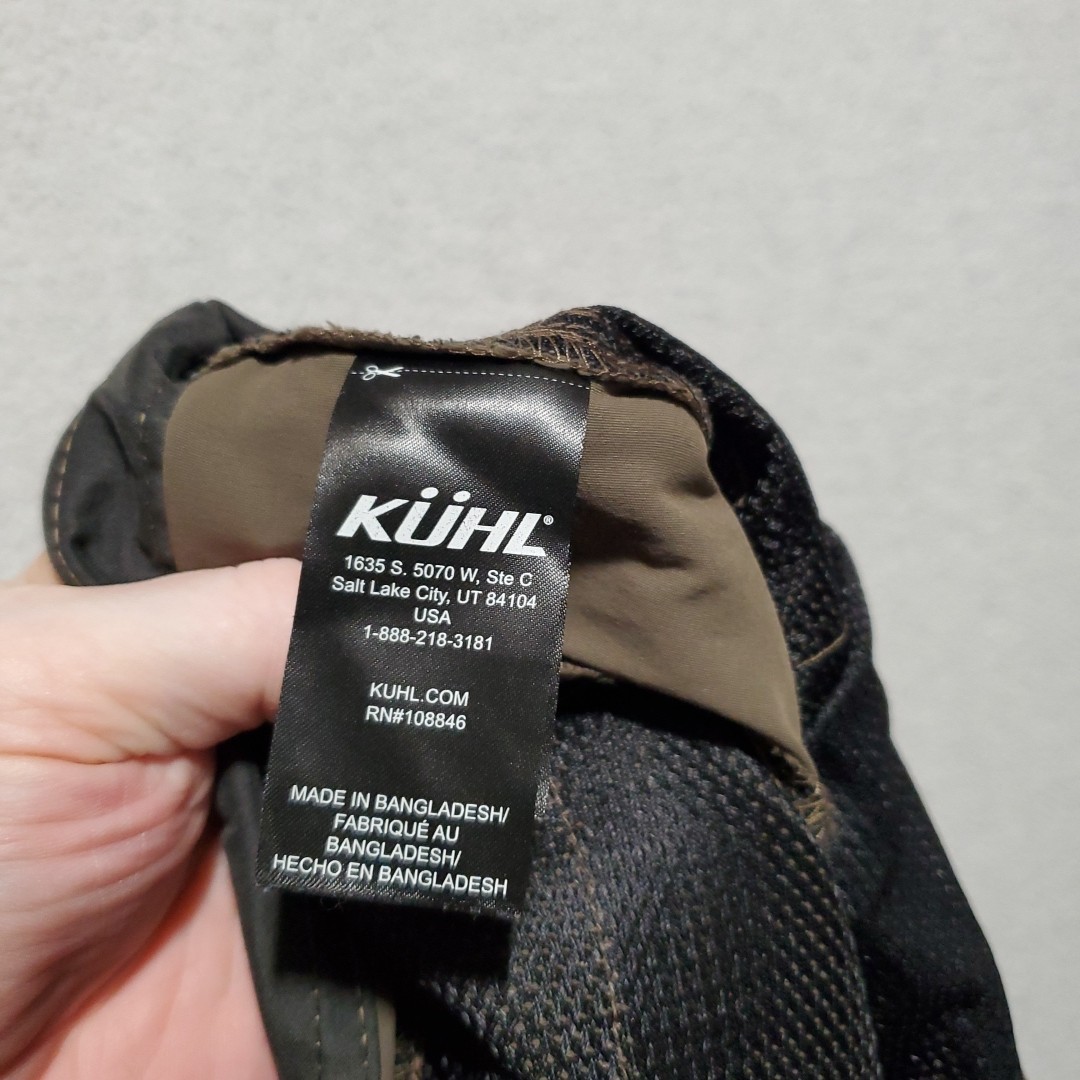 KÜHL®
1635 S. 5070 W, Ste C
Salt Lake City, UT 84104
USA
1-888-218-3181
KUHL.COM
RN#108846
MADE IN BANGLADESH/
FABRIQUÉ AU
BANGLADESH/
HECHO EN BANGLADESH